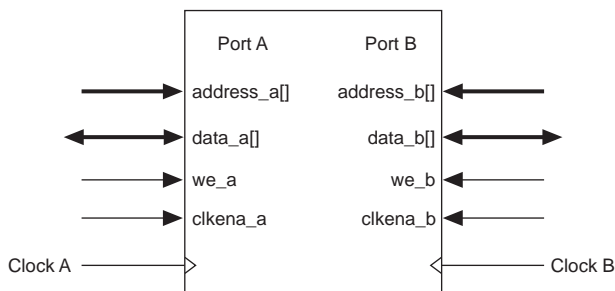 Port A Port B
address_a[] address_b[]
data_a[] data_b[]
we_a we_b
clkena_a clkena_b
Clock A Clock B